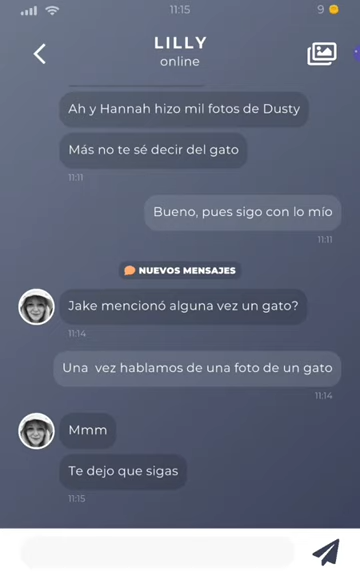 11:15
9
LILLY
online
Ah y Hannah hizo mil fotos de Dusty
Más no te sé decir del gato
11:11
Bueno, pues sigo con lo mío
11:11
NUEVOS MENSAJES
Jake mencionó alguna vez un gato?
11:14
Una vez hablamos de una foto de un gato
11:14
Mmm
Te dejo que sigas
11:15